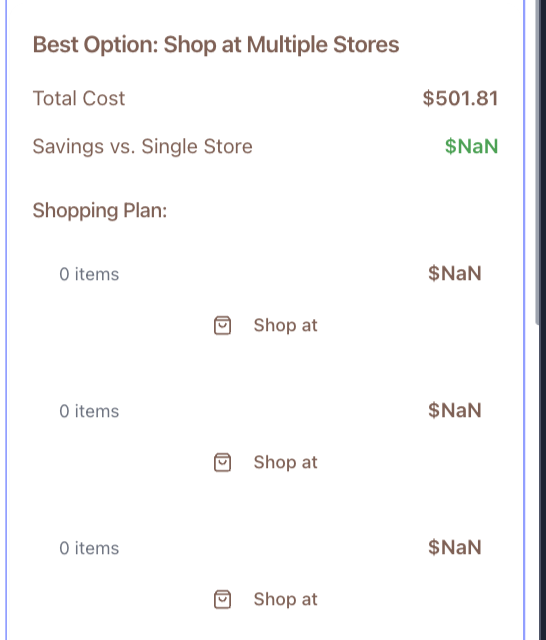 Best Option: Shop at Multiple Stores
Total Cost $501.81
Savings vs. Single Store $NaN
Shopping Plan:
0 items $NaN
Shop at
0 items $NaN
Shop at
0 items $NaN
Shop at